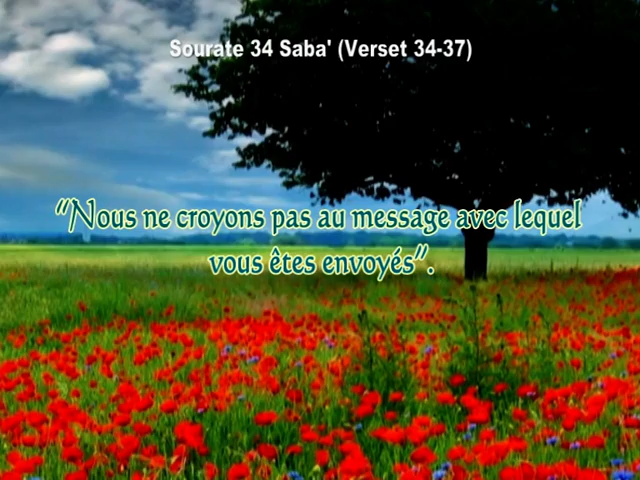 Sourate 34 Saba' (Verset 34-37)
“Nous ne croyons pas au message avec lequel
vous êtes envoyés”.